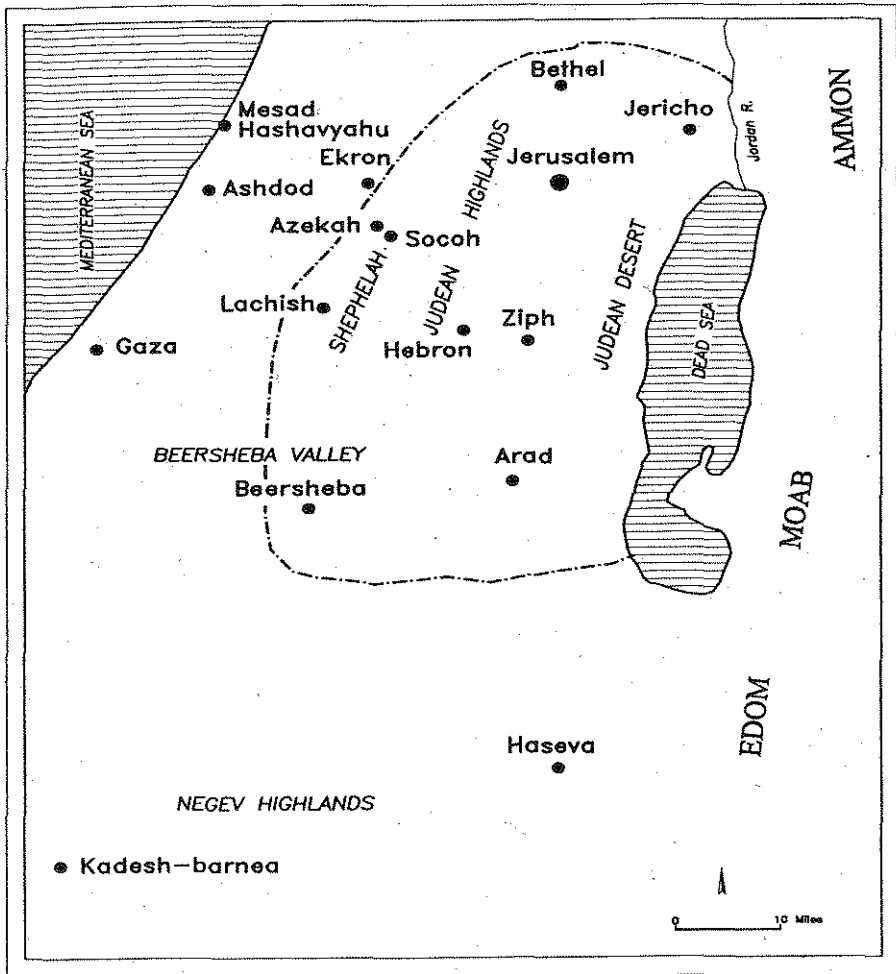 Bethel
Jericho
Jordan R.
AMMON
Mesad
Hashavyahu
MEDITERRANEAN SEA
Ekron
HIGHLANDS
Jerusalem
Ashdod
Azekah
Socoh
SHEPHELAH
JUDEAN
JUDEAN DESERT
Lachish
Ziph
DEAD SEA
Gaza
Hebron
BEERSHEBA VALLEY
Arad
Beersheba
MOAB
EDOM
Haseva
NEGEV HIGHLANDS
Kadesh-barnea
0 10 Miles